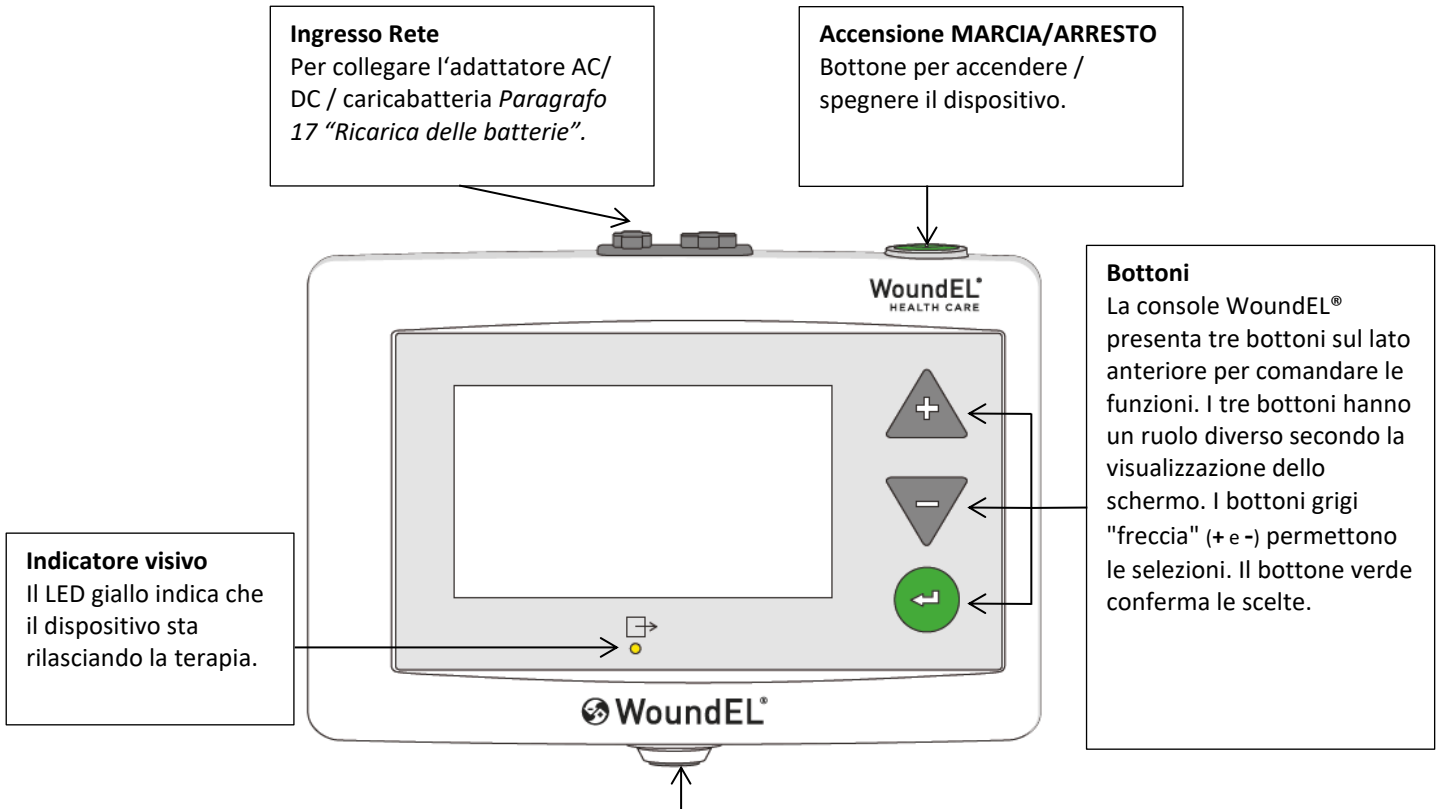 Ingresso Rete
Per collegare l‘adattatore AC/
DC / caricabatteria Paragrafo
17 “Ricarica delle batterie”.
Accensione MARCIA/ARRESTO
Bottone per accendere /
spegnere il dispositivo.
WoundEL®
HEALTH CARE
Bottoni
La console WoundEL®
presenta tre bottoni sul lato
anteriore per comandare le
funzioni. I tre bottoni hanno
un ruolo diverso secondo la
visualizzazione dello
schermo. I bottoni grigi
"freccia" (+ e -) permettono
le selezioni. Il bottone verde
conferma le scelte.
+
-
Indicatore visivo
Il LED giallo indica che
il dispositivo sta
rilasciando la terapia.
WoundEL®